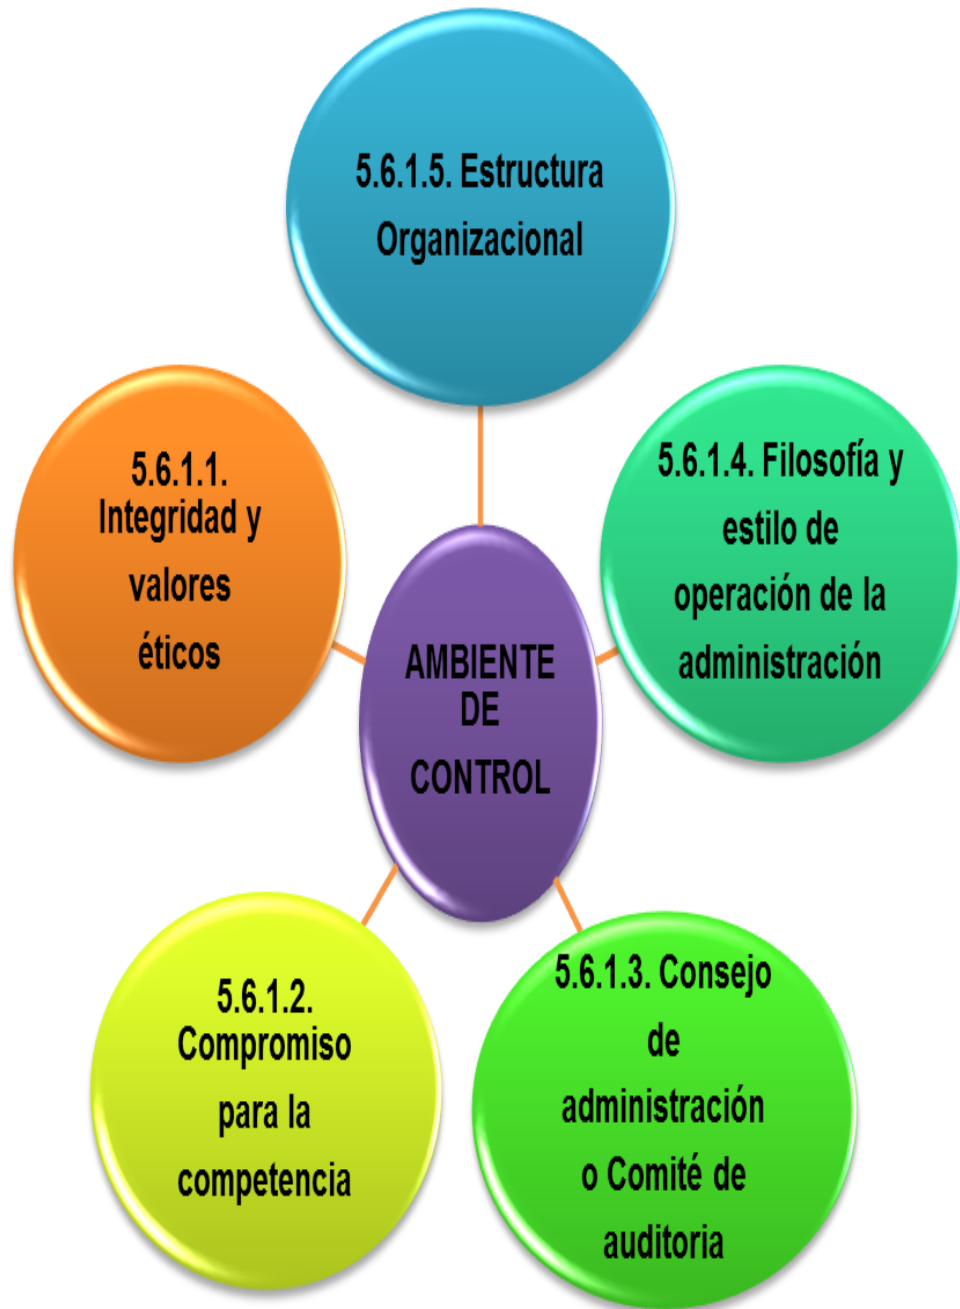 5.6.1.5. Estructura
Organizacional
5.6.1.1.
Integridad y
valores
éticos
5.6.1.4. Filosofía y
estilo de
operación de la
administración
AMBIENTE
DE
CONTROL
5.6.1.2.
Compromiso
para la
competencia
5.6.1.3. Consejo
de
administración
o Comité de
auditoria